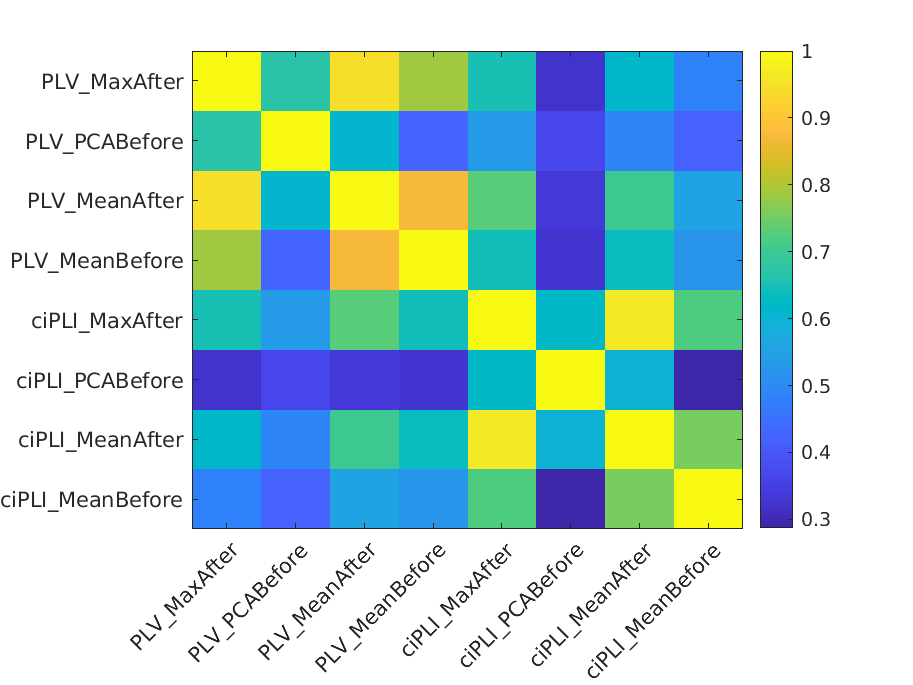 PLV_MaxAfter
PLV_PCABefore
PLV_MeanAfter
PLV_MeanBefore
ciPLI_MaxAfter
ciPLI_PCABefore
ciPLI_MeanAfter
ciPLI_MeanBefore
PLV_MaxAfter
PLV_PCABefore
PLV_MeanAfter
PLV_MeanBefore
ciPLI_MaxAfter
ciPLI_PCABefore
ciPLI_MeanAfter
ciPLI_MeanBefore
1
0.9
0.8
0.7
0.6
0.5
0.4
0.3